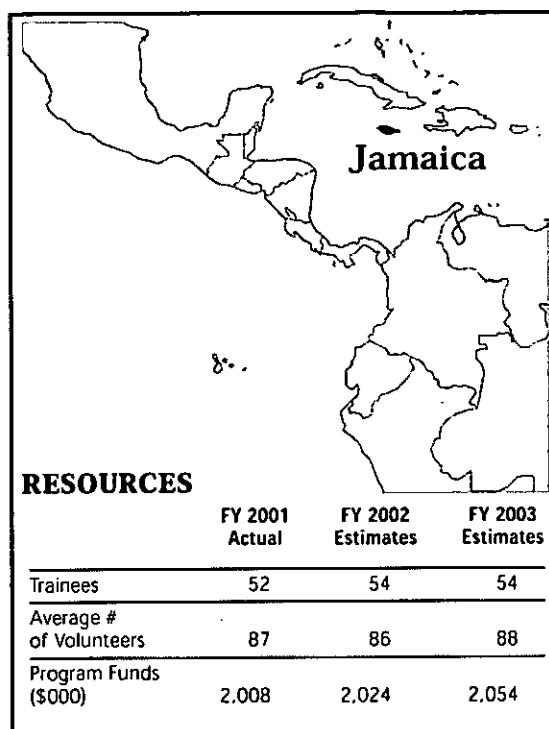 Jamaica
RESOURCES
FY 2001 FY 2002 FY 2003
Actual Estimates Estimates
Trainees 52 54 54
Average #
of Volunteers 87 86 88
Program Funds
($000) 2,008 2,024 2,054